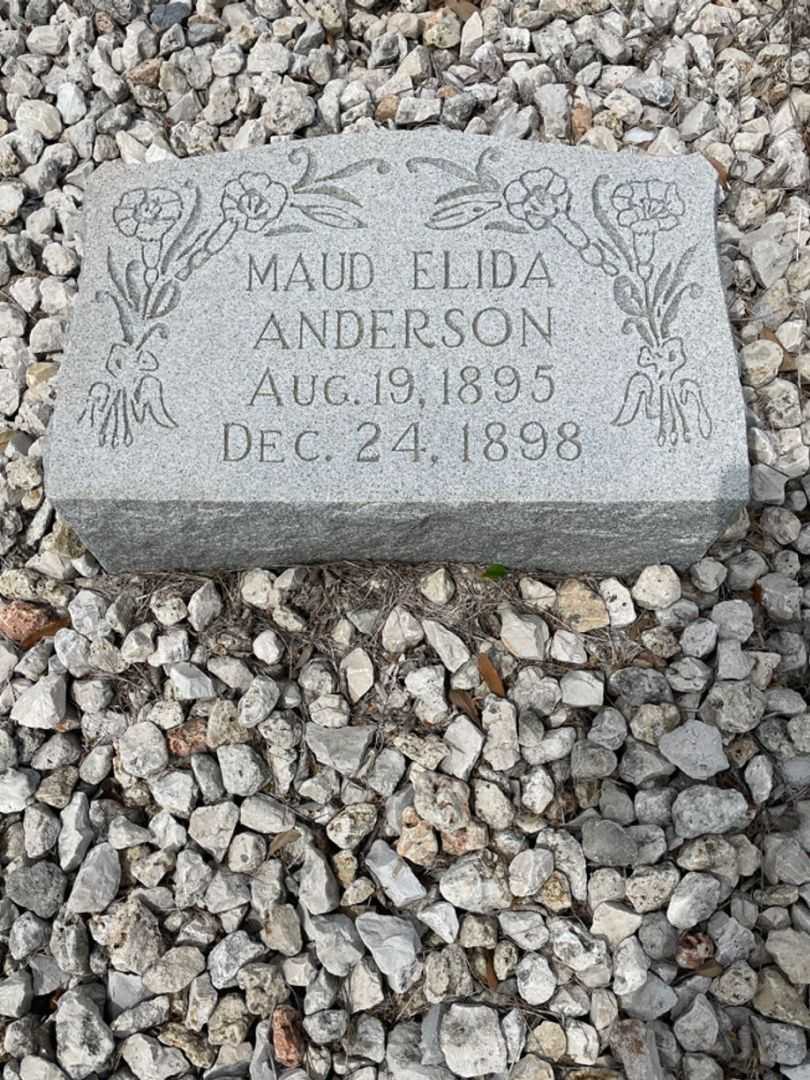 MAUD ELIDA
ANDERSON
AUG. 19, 1895
DEC. 24, 1898